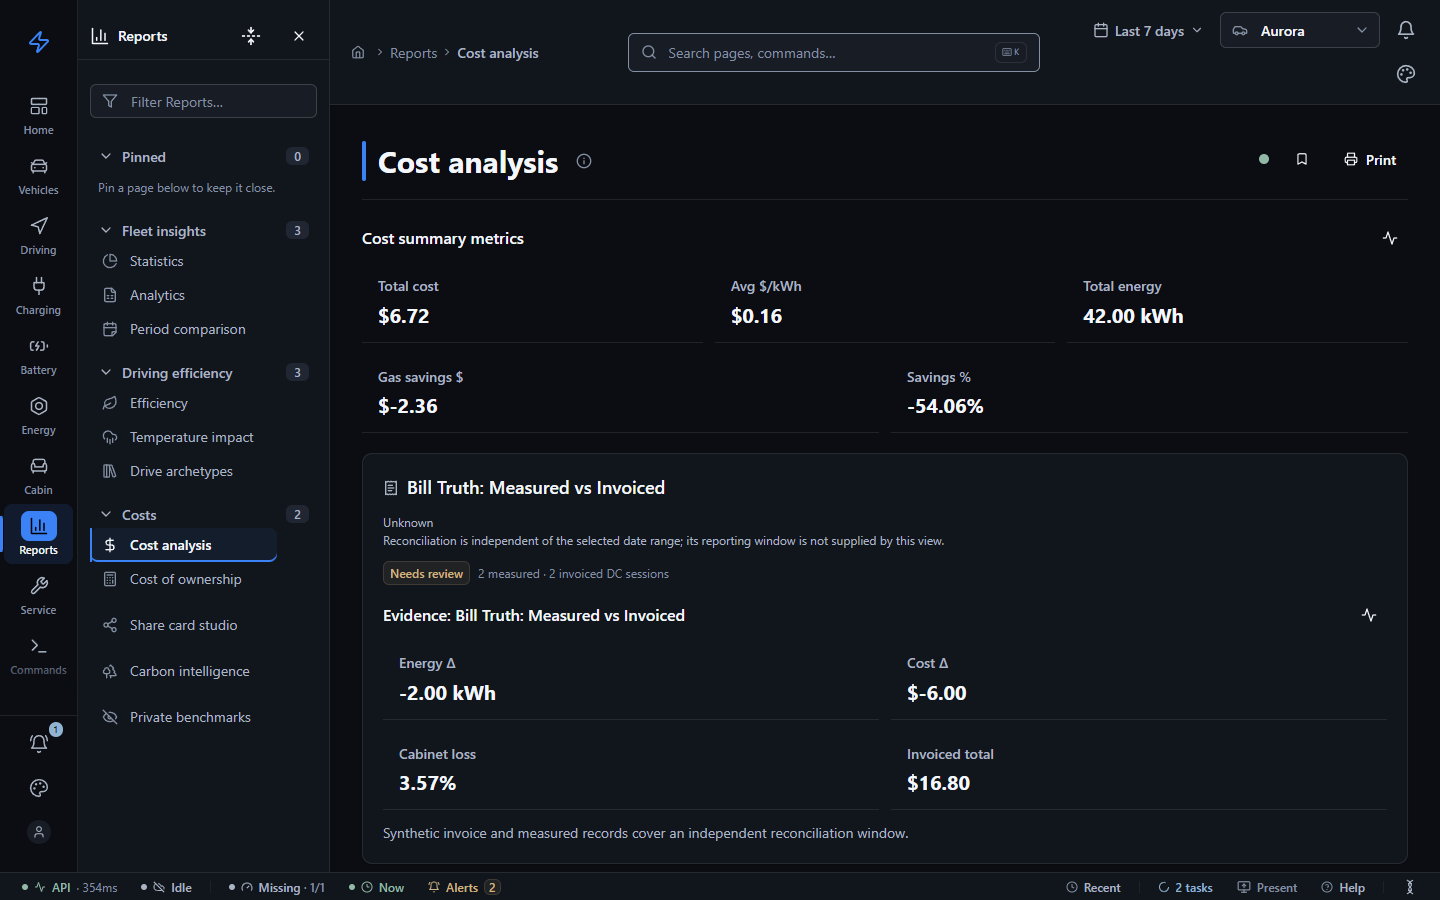 Reports
Reports
Cost analysis
Search pages, commands...
K
Last 7 days
Aurora
Home
Vehicles
Driving
Charging
Battery
Energy
Cabin
Reports
Service
Commands
1
Filter Reports...
Pinned
0
Pin a page below to keep it close.
Fleet insights
3
Statistics
Analytics
Period comparison
Driving efficiency
3
Efficiency
Temperature impact
Drive archetypes
Costs
2
Cost analysis
Cost of ownership
Share card studio
Carbon intelligence
Private benchmarks
Cost analysis
Print
Cost summary metrics
Total cost
$6.72
Avg $/kWh
$0.16
Total energy
42.00 kWh
Gas savings $
$-2.36
Savings %
-54.06%
Bill Truth: Measured vs Invoiced
Unknown
Reconciliation is independent of the selected date range; its reporting window is not supplied by this view.
Needs review
2 measured · 2 invoiced DC sessions
Evidence: Bill Truth: Measured vs Invoiced
Energy Δ
-2.00 kWh
Cost Δ
$-6.00
Cabinet loss
3.57%
Invoiced total
$16.80
Synthetic invoice and measured records cover an independent reconciliation window.
API · 354ms
Idle
Missing · 1/1
Now
Alerts 2
Recent
2 tasks
Present
Help